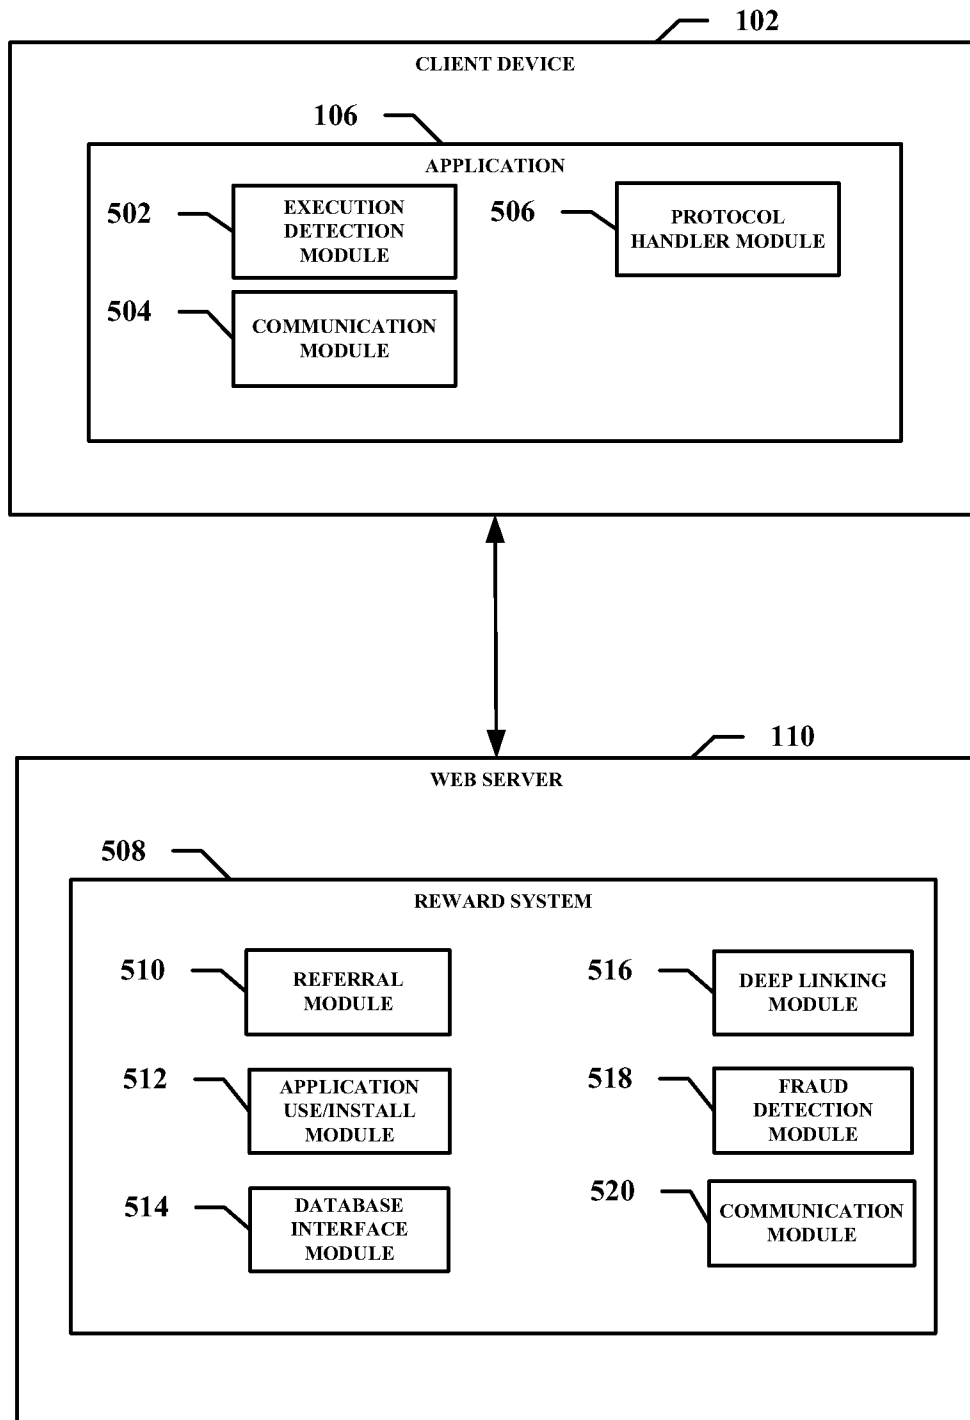 102
CLIENT DEVICE
106
APPLICATION
502
EXECUTION
DETECTION
MODULE
506
PROTOCOL
HANDLER MODULE
504
COMMUNICATION
MODULE
110
WEB SERVER
508
REWARD SYSTEM
510
REFERRAL
MODULE
516
DEEP LINKING
MODULE
512
APPLICATION
USE/INSTALL
MODULE
518
FRAUD
DETECTION
MODULE
514
DATABASE
INTERFACE
MODULE
520
COMMUNICATION
MODULE